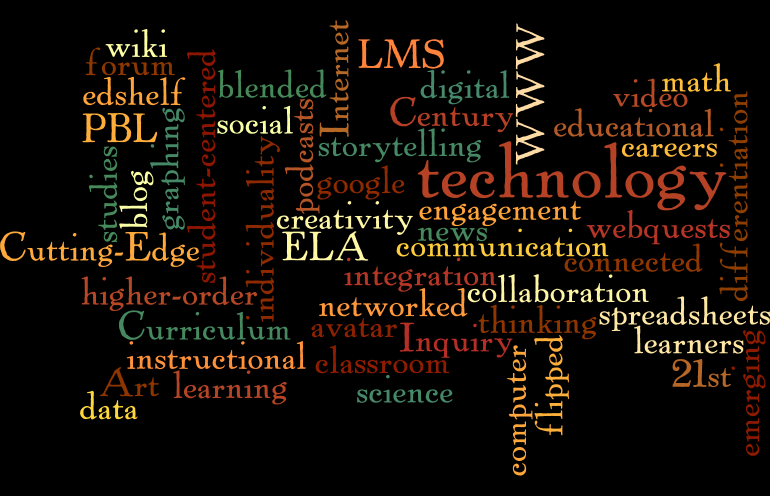 wiki
forum
edshelf
PBL
studies
blog
graphing
student-centered
blended
social
Internet
podcasts
individuality
LMS
digital
Century
WWW
storytelling
google
technology
math
video
educational
careers
differentiation
creativity
engagement
news
webquests
ELA
communication
connected
Cutting-Edge
integration
higher-order
networked
collaboration
Curriculum
avatar
Inquiry
thinking
spreadsheets
learners
instructional
classroom
Art
learning
science
computer
flipped
21st
emerging
data